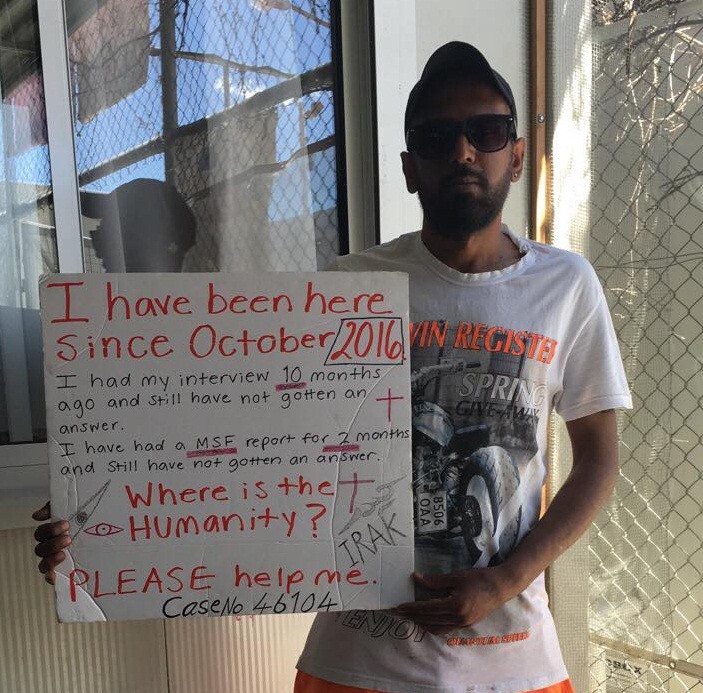 I have been here
since October 2016.
I had my interview 10 months
ago and still have not gotten an
answer.
I have had a MSF report for 2 months
and still have not gotten an answer.
Where is the
Humanity?
IRAK
PLEASE help me.
Case No 46104
WIN REGISTER
SPRING
GIVE-AWAY
8506
OAA
ENJOY